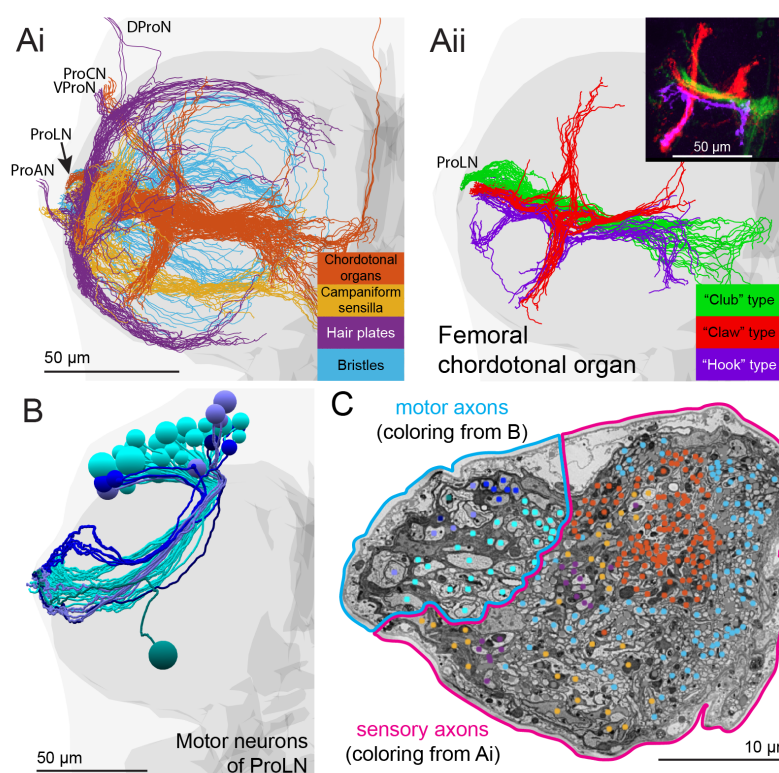 Ai
DProN
ProCN
VProN
ProLN
ProAN
Chordotonal
organs
Campaniform
sensilla
Hair plates
Bristles
50 µm
Aii
50 µm
ProLN
"Club" type
"Claw" type
"Hook" type
Femoral
chordotonal organ
B
50 µm
Motor neurons
of ProLN
C
motor axons
(coloring from B)
sensory axons
(coloring from Ai)
10 µm